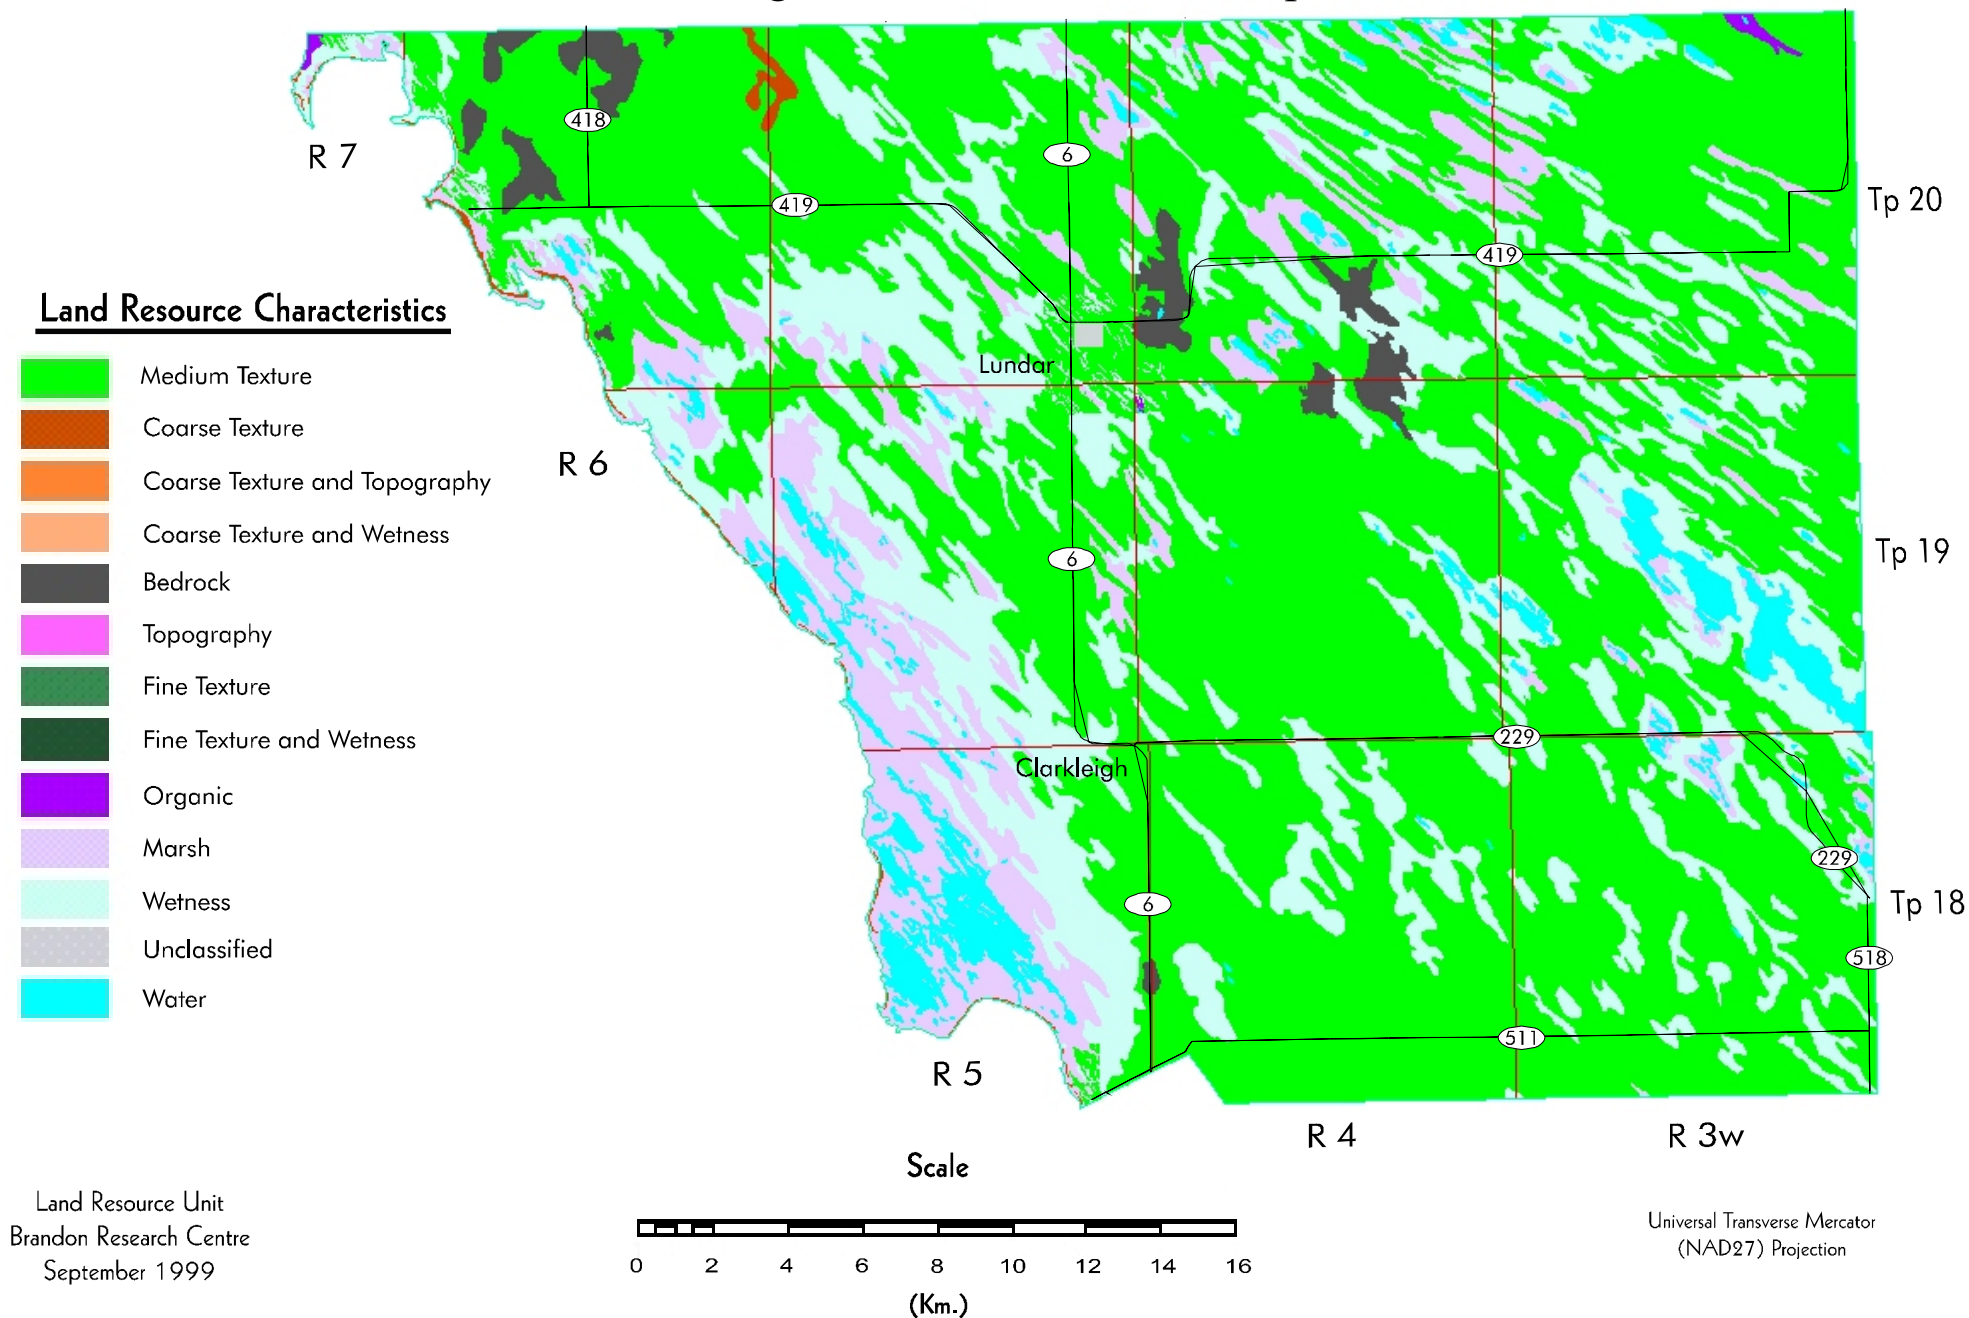 418
6
R 7
Tp 20
419
419
Land Resource Characteristics
Lundar
Medium Texture
Coarse Texture
R 6
Coarse Texture and Topography
Coarse Texture and Wetness
Tp 19
6
Bedrock
Topography
Fine Texture
Fine Texture and Wetness
229
Clarkleigh
Organic
Marsh
229
Wetness
6
Tp 18
Unclassified
518
Water
511
R 5
R 4
R 3w
Scale
0 2 4 6 8 10 12 14 16
(Km.)
Land Resource Unit
Brandon Research Centre
September 1999
Universal Transverse Mercator
(NAD27) Projection